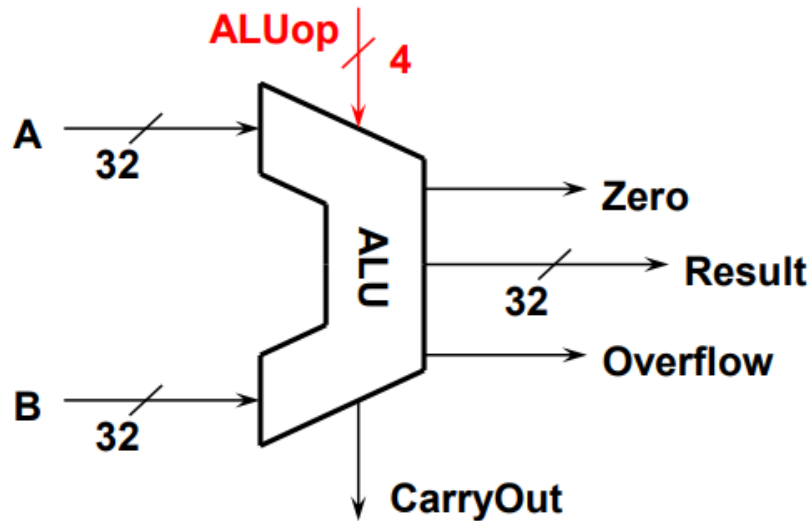 ALUop
4
A
32
Zero
ALU
Result
32
Overflow
B
32
CarryOut